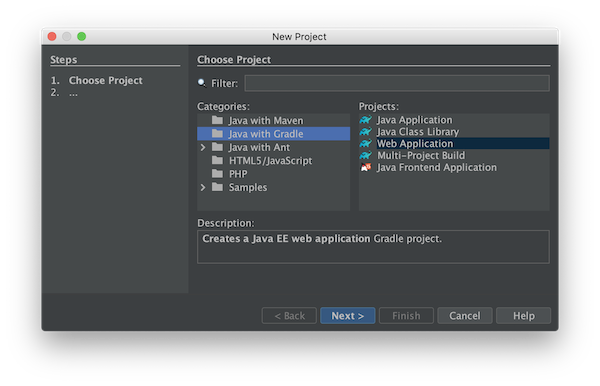 New Project
Steps
1. Choose Project
2. ...
Choose Project
Filter:
Categories:
Java with Maven
Java with Gradle
Java with Ant
HTML5/JavaScript
PHP
Samples
Projects:
Java Application
Java Class Library
Web Application
Multi-Project Build
Java Frontend Application
Description:
Creates a Java EE web application Gradle project.
< Back
Next >
Finish
Cancel
Help